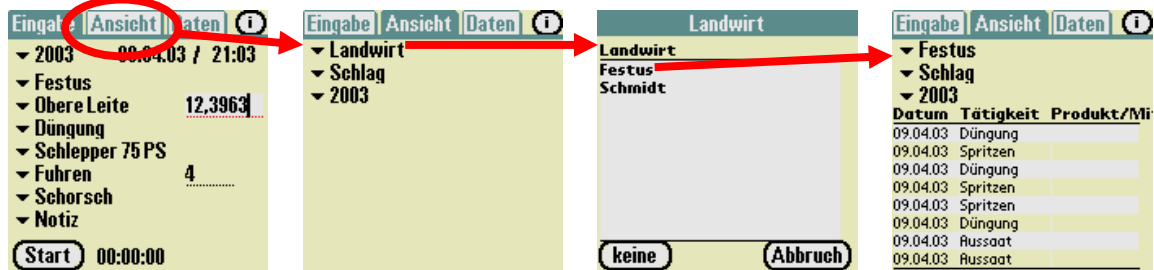 Eingabe Ansicht Daten i
2003 09.04.03 / 21:03
Festus
Obere Leite 12,3963
Düngung
Schlepper 75 PS
Fuhren 4
Schorsch
Notiz
Start 00:00:00
Eingabe Ansicht Daten i
Landwirt
Schlag
2003
Landwirt
Landwirt
Festus
Schmidt
keine Abbruch
Eingabe Ansicht Daten i
Festus
Schlag
2003
Datum Tätigkeit Produkt/Mit
09.04.03 Düngung
09.04.03 Spritzen
09.04.03 Düngung
09.04.03 Spritzen
09.04.03 Spritzen
09.04.03 Düngung
09.04.03 Aussaat
09.04.03 Aussaat